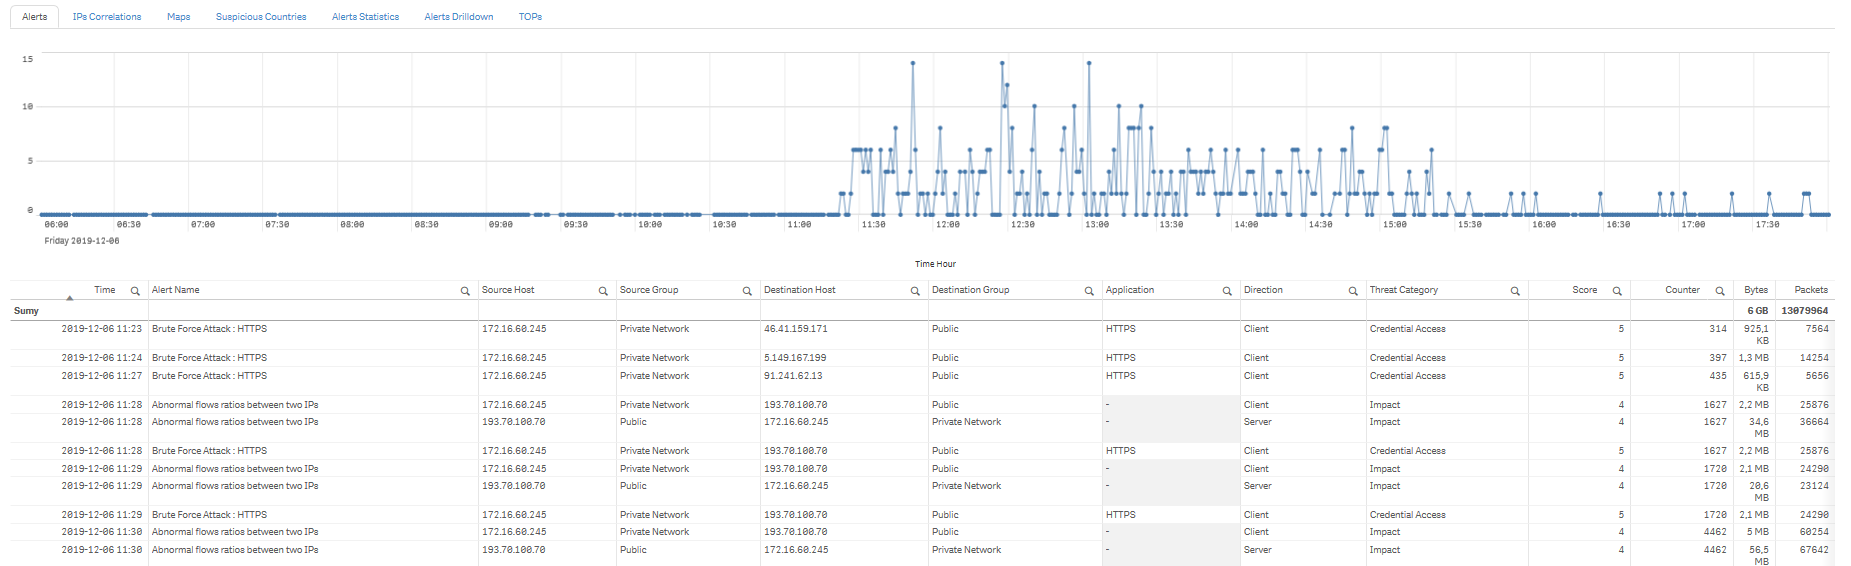 Alerts IPs Correlations Maps Suspicious Countries Alerts Statistics Alerts Drilldown TOPs
15
10
5
0
06:00 06:30 07:00 07:30 08:00 08:30 09:00 09:30 10:00 10:30 11:00 11:30 12:00 12:30 13:00 13:30 14:00 14:30 15:00 15:30 16:00 16:30 17:00 17:30
Friday 2019-12-06
Time Hour
Time Alert Name Source Host Source Group Destination Host Destination Group Application Direction Threat Category Score Counter Bytes Packets
Sumy 6 GB 13079964
2019-12-06 11:23 Brute Force Attack : HTTPS 172.16.60.245 Private Network 46.41.159.171 Public HTTPS Client Credential Access 5 314 925,1 7564
KB
2019-12-06 11:24 Brute Force Attack : HTTPS 172.16.60.245 Private Network 5.149.167.199 Public HTTPS Client Credential Access 5 397 1,3 MB 14254
2019-12-06 11:27 Brute Force Attack : HTTPS 172.16.60.245 Private Network 91.241.62.13 Public HTTPS Client Credential Access 5 435 615,9 5656
KB
2019-12-06 11:28 Abnormal flows ratios between two IPs 172.16.60.245 Private Network 193.70.100.70 Public - Client Impact 4 1627 2,2 MB 25876
2019-12-06 11:28 Abnormal flows ratios between two IPs 193.70.100.70 Public 172.16.60.245 Private Network - Server Impact 4 1627 34,6 36664
MB
2019-12-06 11:28 Brute Force Attack : HTTPS 172.16.60.245 Private Network 193.70.100.70 Public HTTPS Client Credential Access 5 1627 2,2 MB 25876
2019-12-06 11:29 Abnormal flows ratios between two IPs 172.16.60.245 Private Network 193.70.100.70 Public - Client Impact 4 1720 2,1 MB 24290
2019-12-06 11:29 Abnormal flows ratios between two IPs 193.70.100.70 Public 172.16.60.245 Private Network - Server Impact 4 1720 20,6 23124
MB
2019-12-06 11:29 Brute Force Attack : HTTPS 172.16.60.245 Private Network 193.70.100.70 Public HTTPS Client Credential Access 5 1720 2,1 MB 24290
2019-12-06 11:30 Abnormal flows ratios between two IPs 172.16.60.245 Private Network 193.70.100.70 Public - Client Impact 4 4462 5 MB 60254
2019-12-06 11:30 Abnormal flows ratios between two IPs 193.70.100.70 Public 172.16.60.245 Private Network - Server Impact 4 4462 56,5 67642
MB